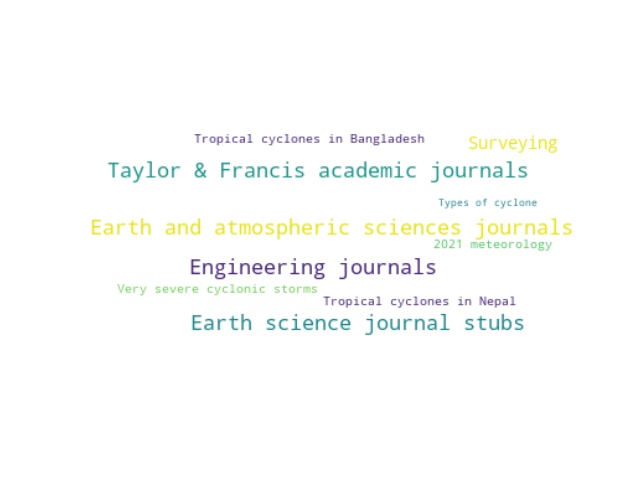 Tropical cyclones in Bangladesh
Surveying
Taylor & Francis academic journals
Types of cyclone
Earth and atmospheric sciences journals
2021 meteorology
Engineering journals
Very severe cyclonic storms
Tropical cyclones in Nepal
Earth science journal stubs